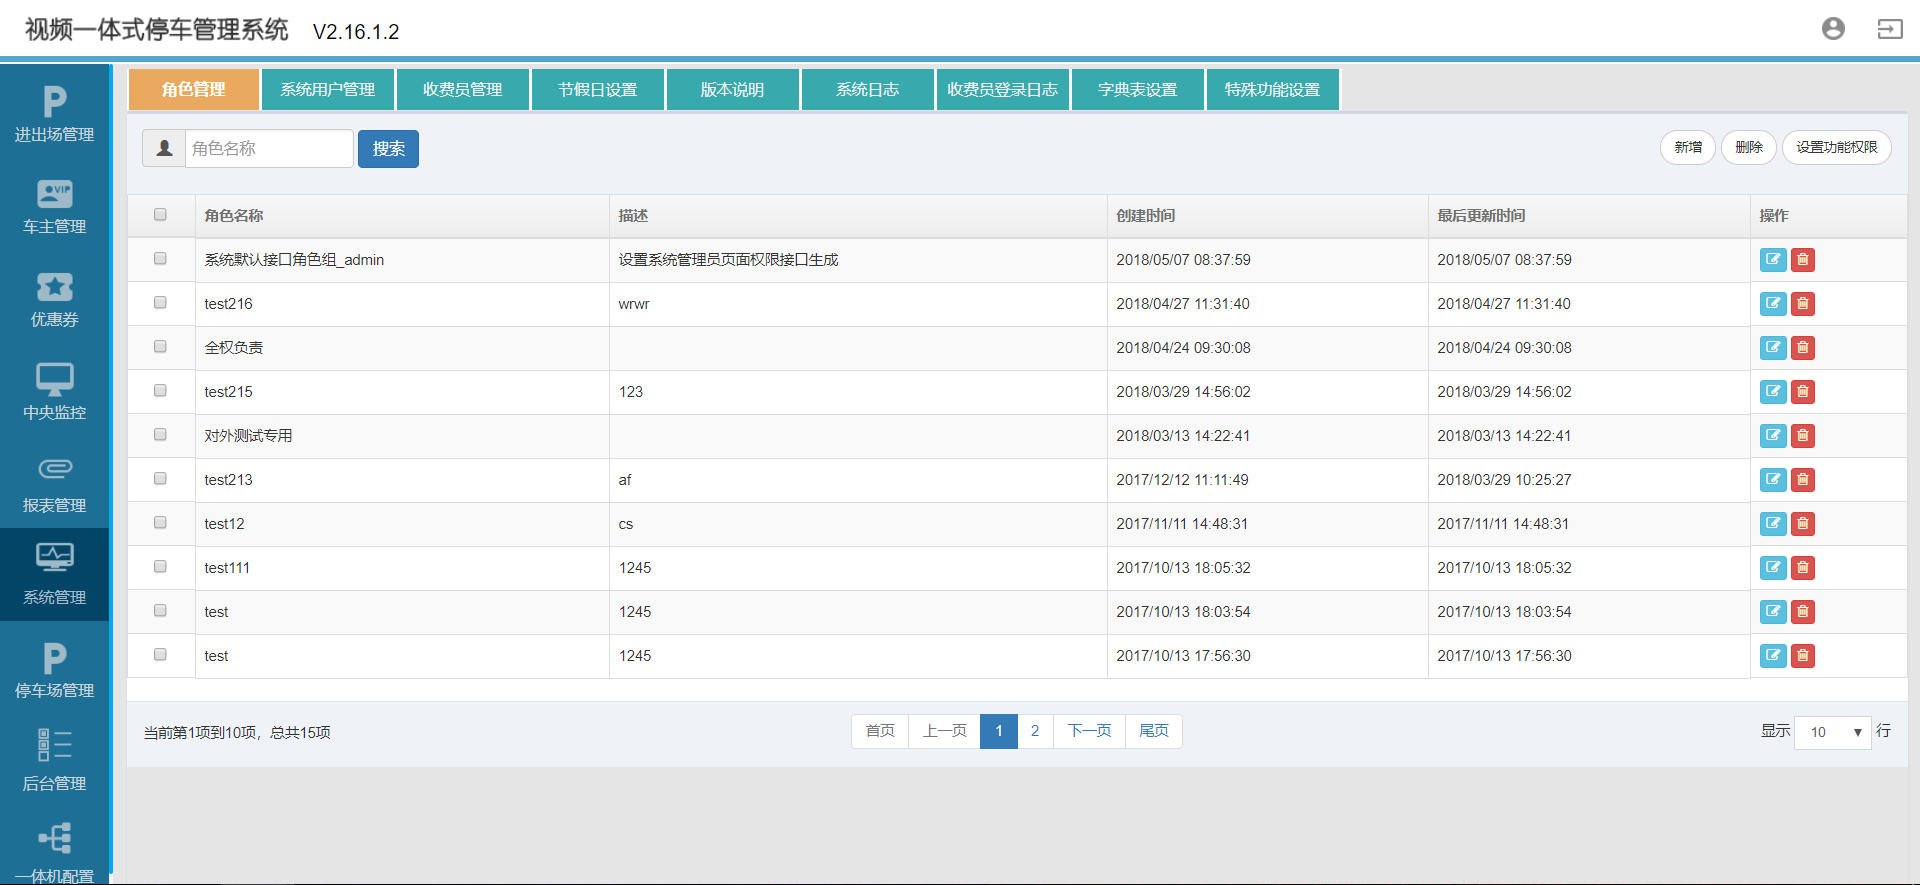 视频一体式停车管理系统 V2.16.1.2
进出场管理
车主管理
优惠券
中央监控
报表管理
系统管理
停车场管理
后台管理
一体机配置
角色管理 系统用户管理 收费员管理 节假日设置 版本说明 系统日志 收费员登录日志 字典表设置 特殊功能设置
角色名称 搜索 新增 删除 设置功能权限
角色名称 描述 创建时间 最后更新时间 操作
系统默认接口角色组_admin 设置系统管理员页面权限接口生成 2018/05/07 08:37:59 2018/05/07 08:37:59
test216 wrwr 2018/04/27 11:31:40 2018/04/27 11:31:40
全权负责 2018/04/24 09:30:08 2018/04/24 09:30:08
test215 123 2018/03/29 14:56:02 2018/03/29 14:56:02
对外测试专用 2018/03/13 14:22:41 2018/03/13 14:22:41
test213 af 2017/12/12 11:11:49 2018/03/29 10:25:27
test12 cs 2017/11/11 14:48:31 2017/11/11 14:48:31
test111 1245 2017/10/13 18:05:32 2017/10/13 18:05:32
test 1245 2017/10/13 18:03:54 2017/10/13 18:03:54
test 1245 2017/10/13 17:56:30 2017/10/13 17:56:30
当前第1项到10项，总共15项 首页 上一页 1 2 下一页 尾页 显示 10 行